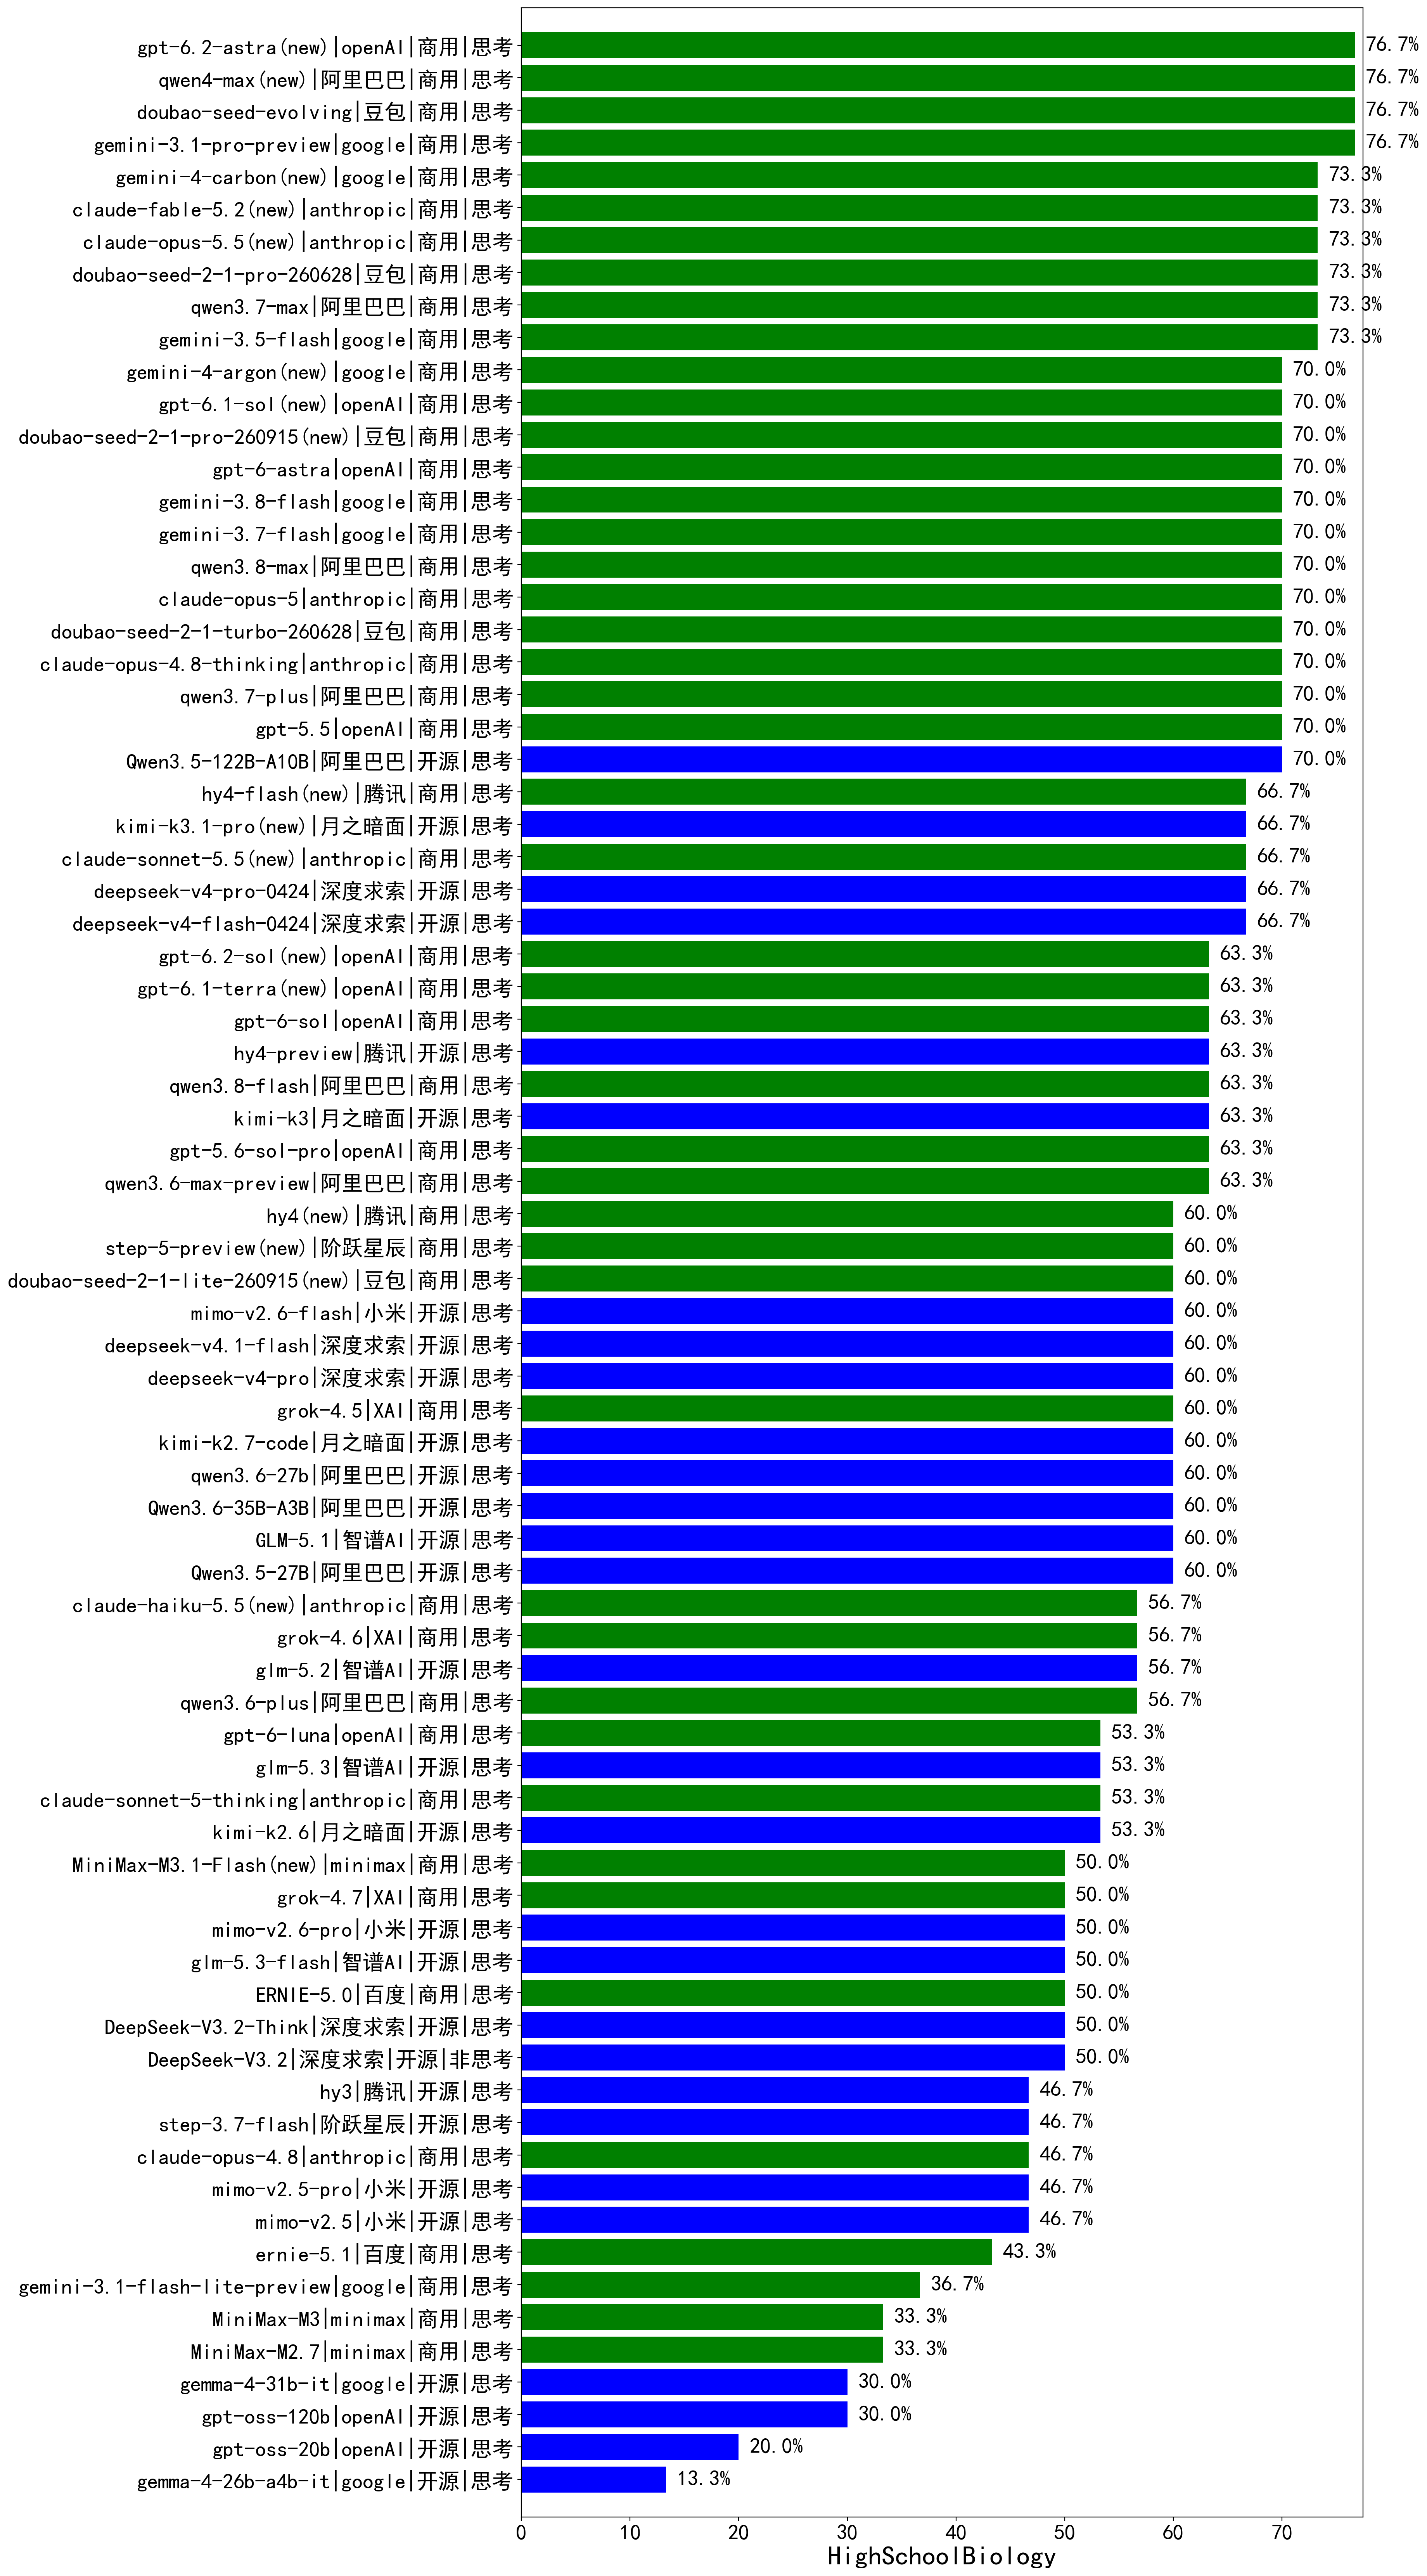 gpt-6.2-astra(new)|openAI|商用|思考 76.7%
qwen4-max(new)|阿里巴巴|商用|思考 76.7%
doubao-seed-evolving|豆包|商用|思考 76.7%
gemini-3.1-pro-preview|google|商用|思考 76.7%
gemini-4-carbon(new)|google|商用|思考 73.3%
claude-fable-5.2(new)|anthropic|商用|思考 73.3%
claude-opus-5.5(new)|anthropic|商用|思考 73.3%
doubao-seed-2-1-pro-260628|豆包|商用|思考 73.3%
qwen3.7-max|阿里巴巴|商用|思考 73.3%
gemini-3.5-flash|google|商用|思考 73.3%
gemini-4-argon(new)|google|商用|思考 70.0%
gpt-6.1-sol(new)|openAI|商用|思考 70.0%
doubao-seed-2-1-pro-260915(new)|豆包|商用|思考 70.0%
gpt-6-astra|openAI|商用|思考 70.0%
gemini-3.8-flash|google|商用|思考 70.0%
gemini-3.7-flash|google|商用|思考 70.0%
qwen3.8-max|阿里巴巴|商用|思考 70.0%
claude-opus-5|anthropic|商用|思考 70.0%
doubao-seed-2-1-turbo-260628|豆包|商用|思考 70.0%
claude-opus-4.8-thinking|anthropic|商用|思考 70.0%
qwen3.7-plus|阿里巴巴|商用|思考 70.0%
gpt-5.5|openAI|商用|思考 70.0%
Qwen3.5-122B-A10B|阿里巴巴|开源|思考 70.0%
hy4-flash(new)|腾讯|商用|思考 66.7%
kimi-k3.1-pro(new)|月之暗面|开源|思考 66.7%
claude-sonnet-5.5(new)|anthropic|商用|思考 66.7%
deepseek-v4-pro-0424|深度求索|开源|思考 66.7%
deepseek-v4-flash-0424|深度求索|开源|思考 66.7%
gpt-6.2-sol(new)|openAI|商用|思考 63.3%
gpt-6.1-terra(new)|openAI|商用|思考 63.3%
gpt-6-sol|openAI|商用|思考 63.3%
hy4-preview|腾讯|开源|思考 63.3%
qwen3.8-flash|阿里巴巴|商用|思考 63.3%
kimi-k3|月之暗面|开源|思考 63.3%
gpt-5.6-sol-pro|openAI|商用|思考 63.3%
qwen3.6-max-preview|阿里巴巴|商用|思考 63.3%
hy4(new)|腾讯|商用|思考 60.0%
step-5-preview(new)|阶跃星辰|商用|思考 60.0%
doubao-seed-2-1-lite-260915(new)|豆包|商用|思考 60.0%
mimo-v2.6-flash|小米|开源|思考 60.0%
deepseek-v4.1-flash|深度求索|开源|思考 60.0%
deepseek-v4-pro|深度求索|开源|思考 60.0%
grok-4.5|XAI|商用|思考 60.0%
kimi-k2.7-code|月之暗面|开源|思考 60.0%
qwen3.6-27b|阿里巴巴|开源|思考 60.0%
Qwen3.6-35B-A3B|阿里巴巴|开源|思考 60.0%
GLM-5.1|智谱AI|开源|思考 60.0%
Qwen3.5-27B|阿里巴巴|开源|思考 60.0%
claude-haiku-5.5(new)|anthropic|商用|思考 56.7%
grok-4.6|XAI|商用|思考 56.7%
glm-5.2|智谱AI|开源|思考 56.7%
qwen3.6-plus|阿里巴巴|商用|思考 56.7%
gpt-6-luna|openAI|商用|思考 53.3%
glm-5.3|智谱AI|开源|思考 53.3%
claude-sonnet-5-thinking|anthropic|商用|思考 53.3%
kimi-k2.6|月之暗面|开源|思考 53.3%
MiniMax-M3.1-Flash(new)|minimax|商用|思考 50.0%
grok-4.7|XAI|商用|思考 50.0%
mimo-v2.6-pro|小米|开源|思考 50.0%
glm-5.3-flash|智谱AI|开源|思考 50.0%
ERNIE-5.0|百度|商用|思考 50.0%
DeepSeek-V3.2-Think|深度求索|开源|思考 50.0%
DeepSeek-V3.2|深度求索|开源|非思考 50.0%
hy3|腾讯|开源|思考 46.7%
step-3.7-flash|阶跃星辰|开源|思考 46.7%
claude-opus-4.8|anthropic|商用|思考 46.7%
mimo-v2.5-pro|小米|开源|思考 46.7%
mimo-v2.5|小米|开源|思考 46.7%
ernie-5.1|百度|商用|思考 43.3%
gemini-3.1-flash-lite-preview|google|商用|思考 36.7%
MiniMax-M3|minimax|商用|思考 33.3%
MiniMax-M2.7|minimax|商用|思考 33.3%
gemma-4-31b-it|google|开源|思考 30.0%
gpt-oss-120b|openAI|开源|思考 30.0%
gpt-oss-20b|openAI|开源|思考 20.0%
gemma-4-26b-a4b-it|google|开源|思考 13.3%
0 10 20 30 40 50 60 70
HighSchoolBiology